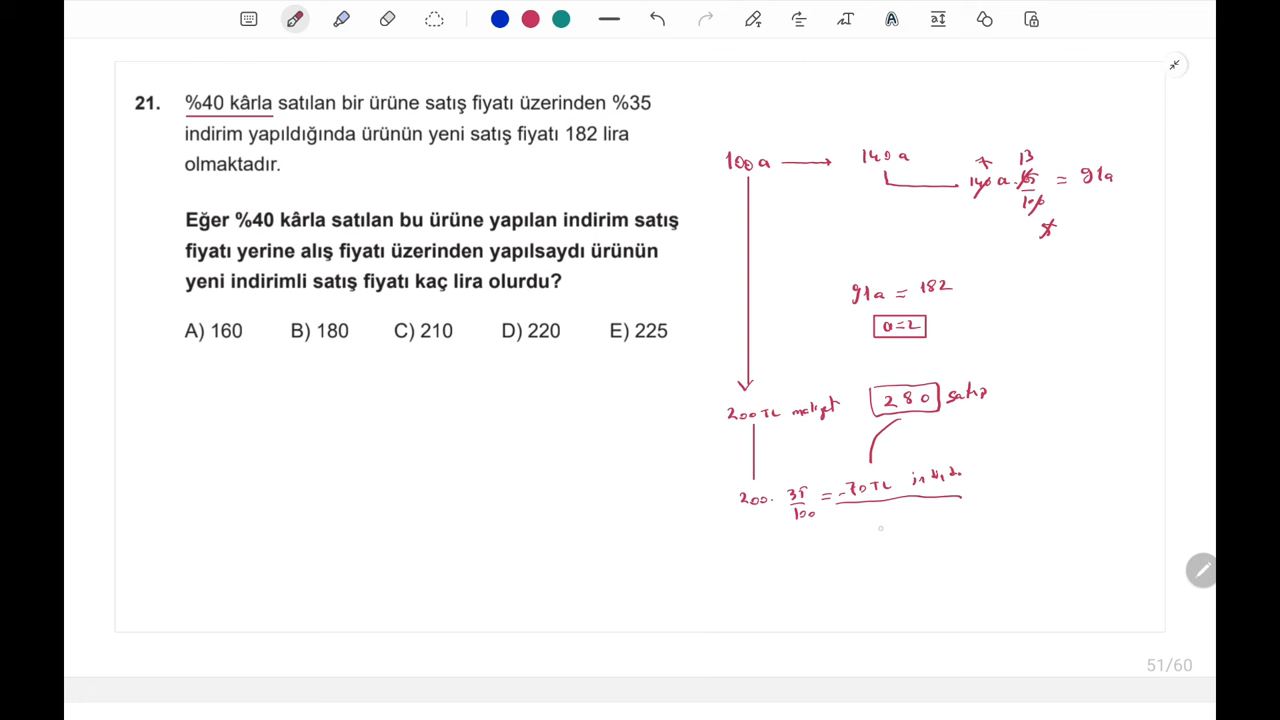 21. %40 kârla satılan bir ürüne satış fiyatı üzerinden %35
indirim yapıldığında ürünün yeni satış fiyatı 182 lira
olmaktadır.
Eğer %40 kârla satılan bu ürüne yapılan indirim satış
fiyatı yerine alış fiyatı üzerinden yapılsaydı ürünün
yeni indirimli satış fiyatı kaç lira olurdu?
A) 160 B) 180 C) 210 D) 220 E) 225
100a → 140a
7 13
140a . 65/100 = 91a
5
91a = 182
a=2
200TL maliyet 280 satış
200. 35/100 = -70TL
51/60